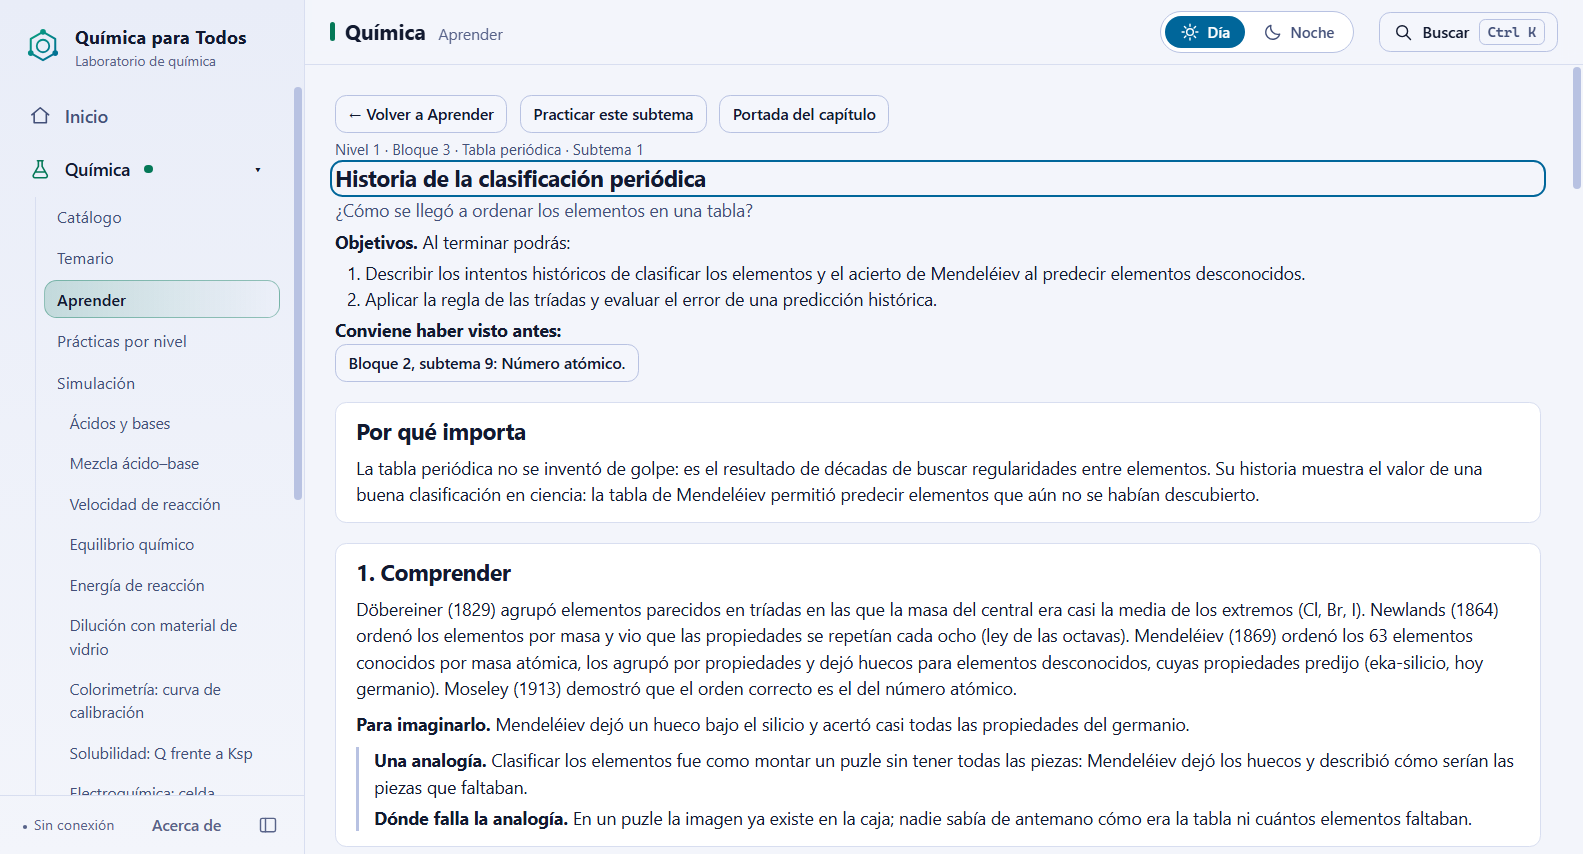 Química para Todos
Laboratorio de química
Inicio
Química
Catálogo
Temario
Aprender
Prácticas por nivel
Simulación
Ácidos y bases
Mezcla ácido–base
Velocidad de reacción
Equilibrio químico
Energía de reacción
Dilución con material de
vidrio
Colorimetría: curva de
calibración
Solubilidad: Q frente a Ksp
Electroquímica: celda
Sin conexión
Acerca de
Química Aprender
Día
Noche
Buscar
Ctrl K
← Volver a Aprender
Practicar este subtema
Portada del capítulo
Nivel 1 · Bloque 3 · Tabla periódica · Subtema 1
Historia de la clasificación periódica
¿Cómo se llegó a ordenar los elementos en una tabla?
Objetivos. Al terminar podrás:
1. Describir los intentos históricos de clasificar los elementos y el acierto de Mendeléiev al predecir elementos desconocidos.
2. Aplicar la regla de las tríadas y evaluar el error de una predicción histórica.
Conviene haber visto antes:
Bloque 2, subtema 9: Número atómico.
Por qué importa
La tabla periódica no se inventó de golpe: es el resultado de décadas de buscar regularidades entre elementos. Su historia muestra el valor de una
buena clasificación en ciencia: la tabla de Mendeléiev permitió predecir elementos que aún no se habían descubierto.
1. Comprender
Döbereiner (1829) agrupó elementos parecidos en tríadas en las que la masa del central era casi la media de los extremos (Cl, Br, I). Newlands (1864)
ordenó los elementos por masa y vio que las propiedades se repetían cada ocho (ley de las octavas). Mendeléiev (1869) ordenó los 63 elementos
conocidos por masa atómica, los agrupó por propiedades y dejó huecos para elementos desconocidos, cuyas propiedades predijo (eka-silicio, hoy
germanio). Moseley (1913) demostró que el orden correcto es el del número atómico.
Para imaginarlo. Mendeléiev dejó un hueco bajo el silicio y acertó casi todas las propiedades del germanio.
Una analogía. Clasificar los elementos fue como montar un puzle sin tener todas las piezas: Mendeléiev dejó los huecos y describió cómo serían las
piezas que faltaban.
Dónde falla la analogía. En un puzle la imagen ya existe en la caja; nadie sabía de antemano cómo era la tabla ni cuántos elementos faltaban.